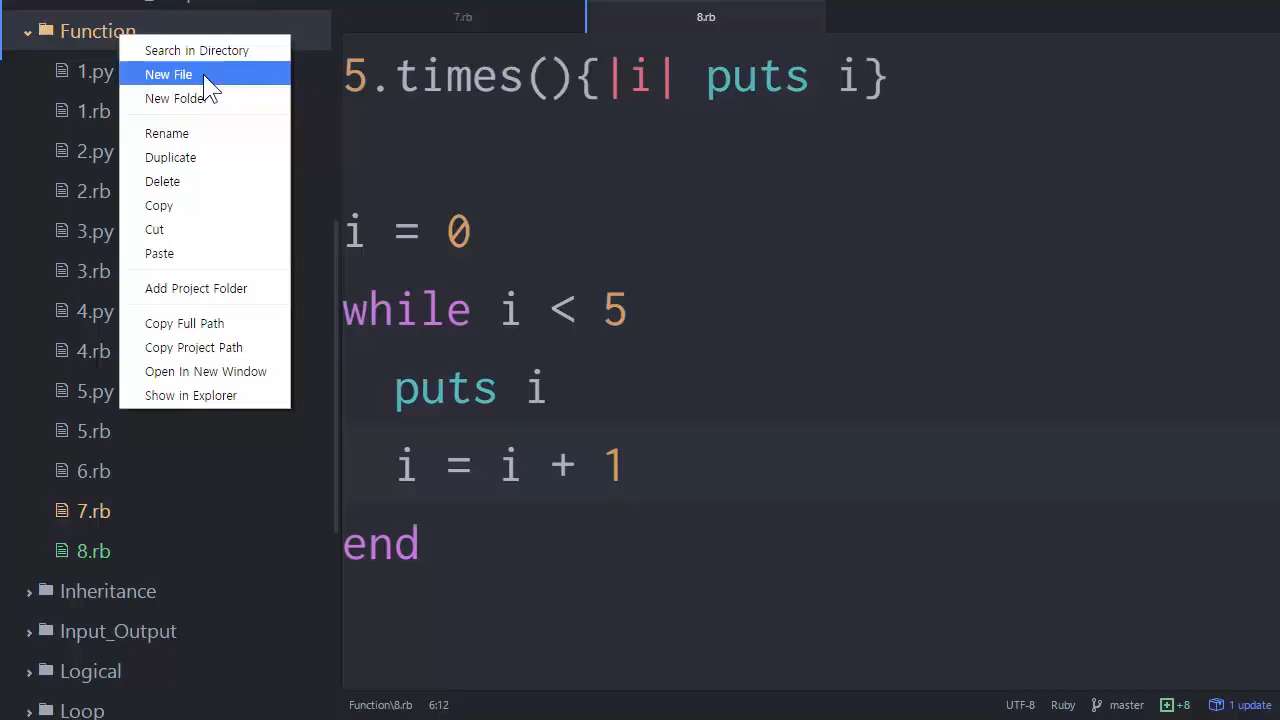 Function
1.py
1.rb
2.py
2.rb
3.py
3.rb
4.py
4.rb
5.py
5.rb
6.rb
7.rb
8.rb
Inheritance
Input_Output
Logical
Loop
Search in Directory
New File
New Folder
Rename
Duplicate
Delete
Copy
Cut
Paste
Add Project Folder
Copy Full Path
Copy Project Path
Open In New Window
Show in Explorer
7.rb
8.rb
5.times(){|i| puts i}
i = 0
while i < 5
  puts i
  i = i + 1
end
Function\8.rb 6:12 UTF-8 Ruby master +8 1 update